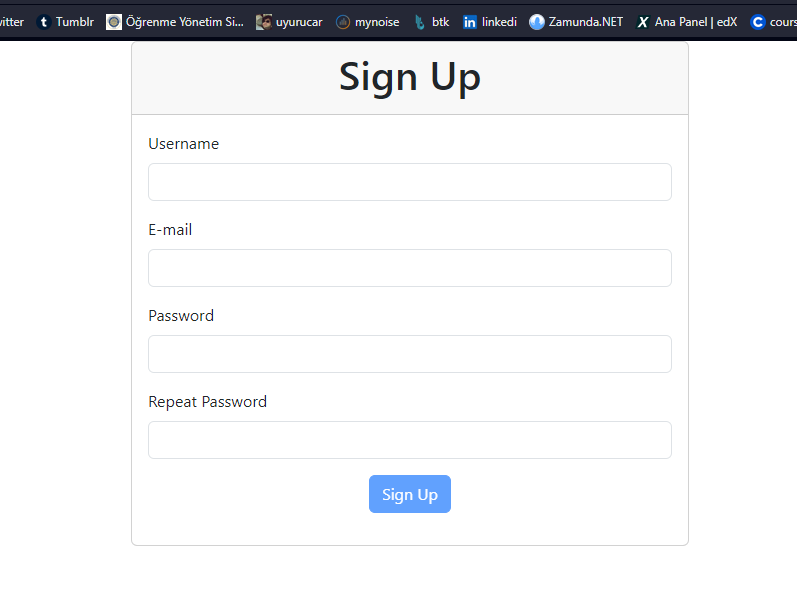 itter Tumblr Öğrenme Yönetim Si... uyurucar mynoise btk linkedi Zamunda.NET Ana Panel | edX cours
Sign Up
Username
E-mail
Password
Repeat Password
Sign Up